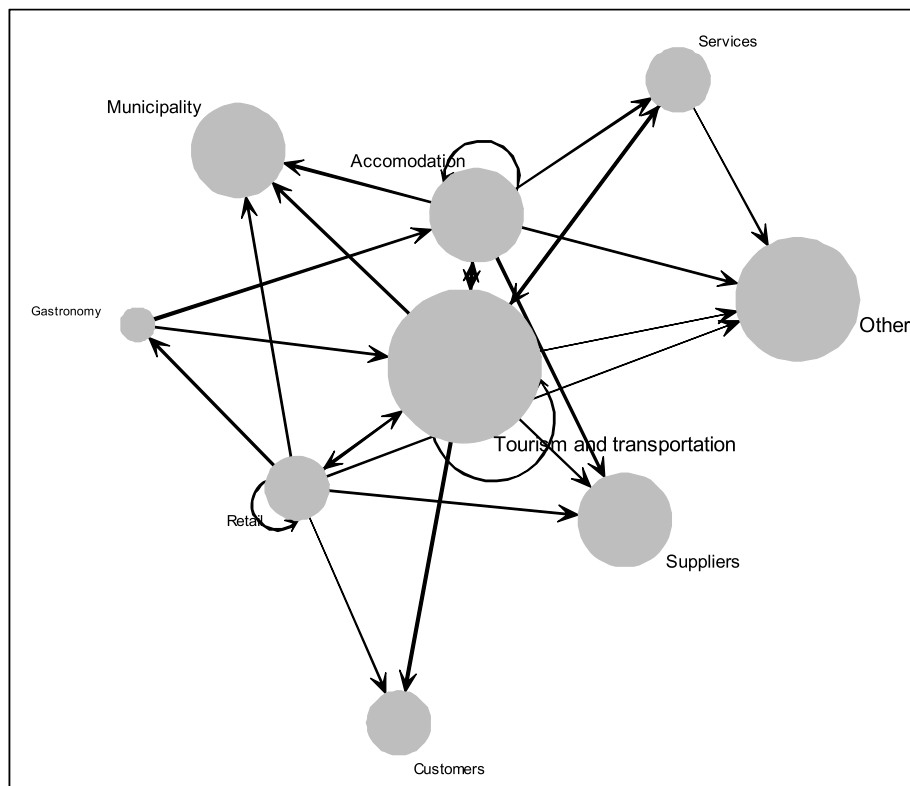 Services
Municipality
Accomodation
Gastronomy
Other
Tourism and transportation
Retail
Suppliers
Customers